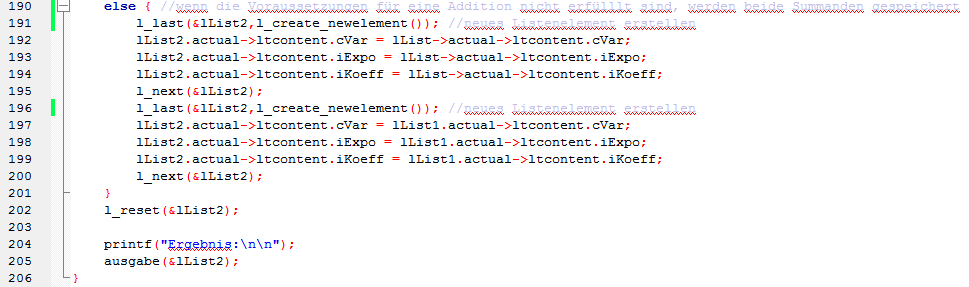 190 else { //wenn die Voraussetzungen für eine Addition nicht erfülllt sind, werden beide Summanden gespeichert
191 l_last(&lList2,l_create_newelement()); //neues Listenelement erstellen
192 lList2.actual->ltcontent.cVar = lList->actual->ltcontent.cVar;
193 lList2.actual->ltcontent.iExpo = lList->actual->ltcontent.iExpo;
194 lList2.actual->ltcontent.iKoeff = lList->actual->ltcontent.iKoeff;
195 l_next(&lList2);
196 l_last(&lList2,l_create_newelement()); //neues Listenelement erstellen
197 lList2.actual->ltcontent.cVar = lList1.actual->ltcontent.cVar;
198 lList2.actual->ltcontent.iExpo = lList1.actual->ltcontent.iExpo;
199 lList2.actual->ltcontent.iKoeff = lList1.actual->ltcontent.iKoeff;
200 l_next(&lList2);
201 }
202 l_reset(&lList2);
203
204 printf("Ergebnis:\n\n");
205 ausgabe(&lList2);
206 }